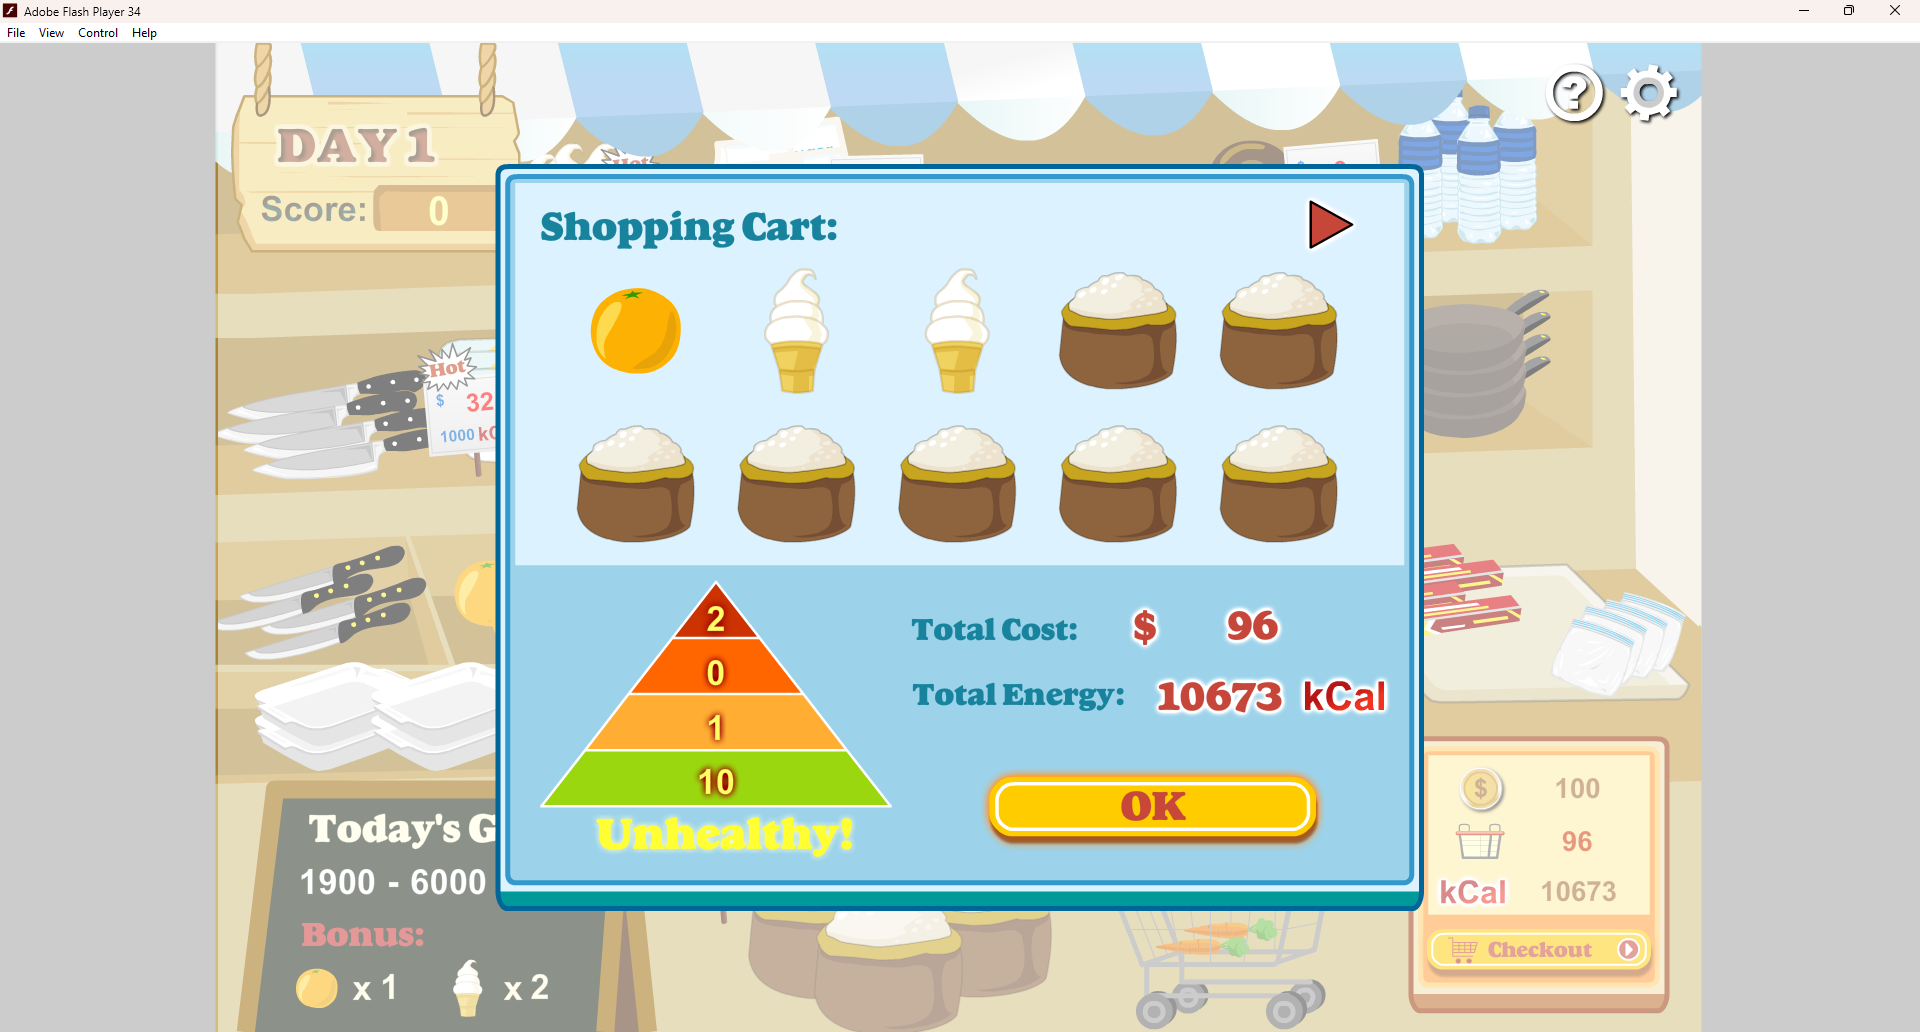 Adobe Flash Player 34
File View Control Help
DAY 1
Score: 0
Hot
?
Shopping Cart:
Hot
$ 32
1000 kC
2
0
1
10
Unhealthy!
Total Cost: $ 96
Total Energy: 10673 kCal
OK
Today's G
1900 - 6000
Bonus:
x 1
x 2
$ 100
96
kCal 10673
Checkout